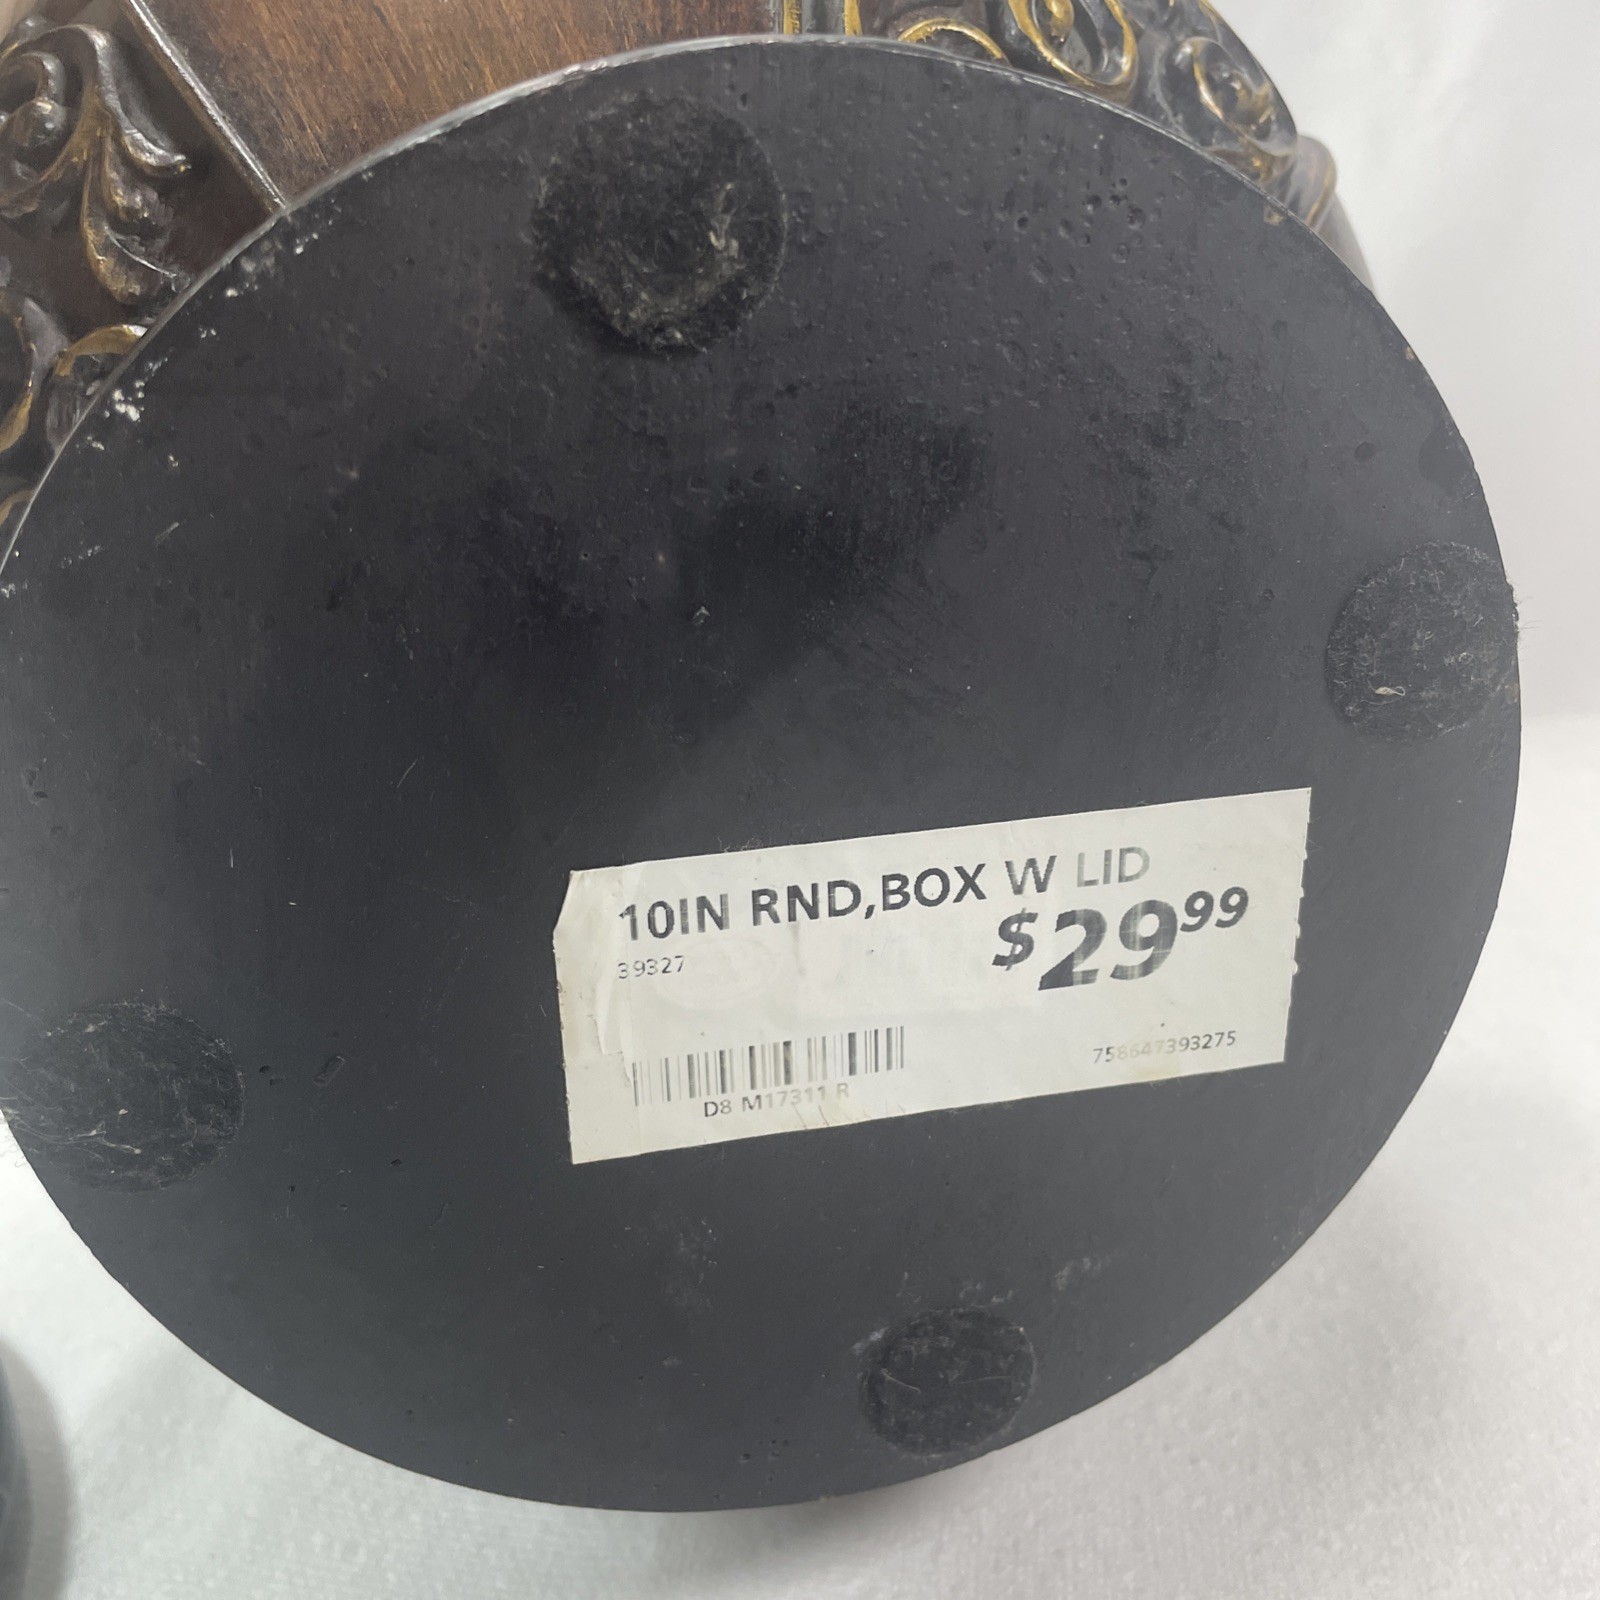 10IN RND,BOX W LID
$29.99
39327
758647393275
D8 M17311 R